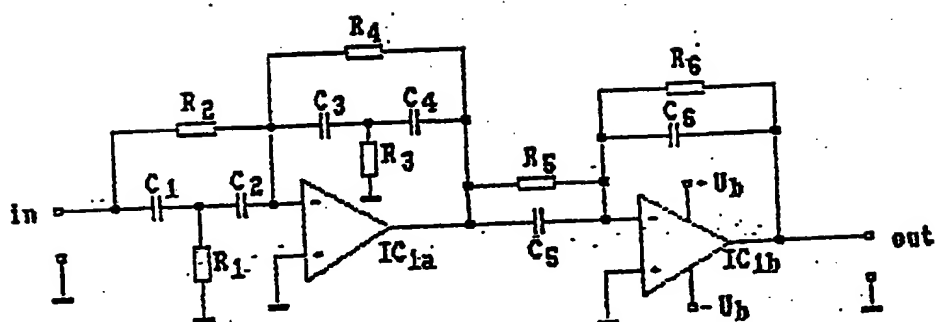 R4
R6
R2
C3
C4
C6
R3
R5
C1
C2
- Ub
in
R1
IC1a
C5
IC1b
out
- Ub